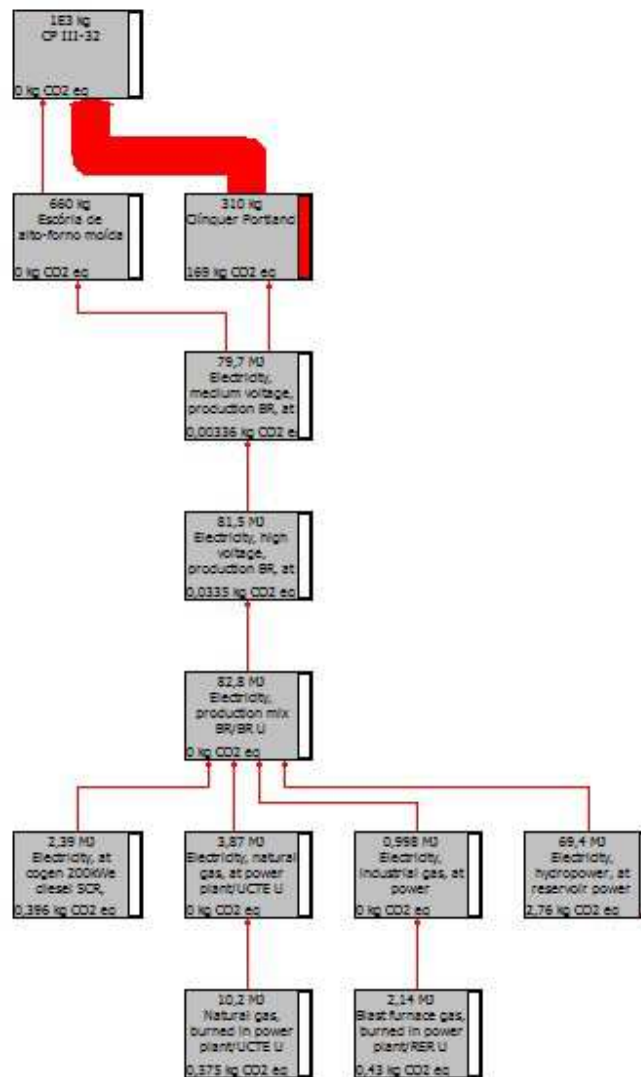 1E3 kg
CP III-32
0 kg CO2 eq
660 kg
Escória de
alto-forno moída
0 kg CO2 eq
310 kg
Clínquer Portland
169 kg CO2 eq
79,7 MJ
Electricity,
medium voltage,
production BR, at
0,00336 kg CO2 e
81,5 MJ
Electricity, high
voltage,
production BR, at
0,0335 kg CO2 eq
82,8 MJ
Electricity,
production mix
BR/BR U
0 kg CO2 eq
2,39 MJ
Electricity, at
cogen 200kWe
diesel SCR,
0,396 kg CO2 eq
3,87 MJ
Electricity, natural
gas, at power
plant/UCTE U
0 kg CO2 eq
0,998 MJ
Electricity,
industrial gas, at
power
0 kg CO2 eq
69,4 MJ
Electricity,
hydropower, at
reservoir power
2,76 kg CO2 eq
10,2 MJ
Natural gas,
burned in power
plant/UCTE U
0,575 kg CO2 eq
2,14 MJ
Blast furnace gas,
burned in power
plant/RER U
0,43 kg CO2 eq